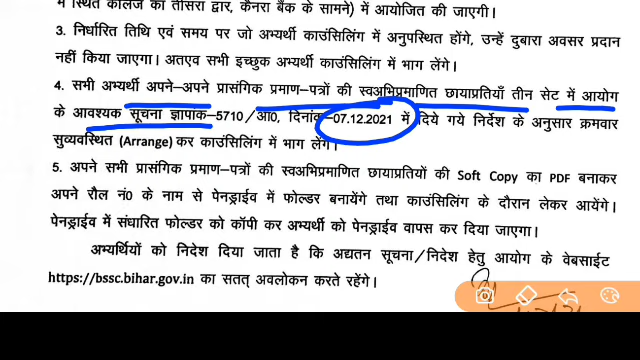 में स्थित कॉलेज का तीसरा द्वार, कैनरा बैंक के सामने) में आयोजित की जाएगी।
3. निर्धारित तिथि एवं समय पर जो अभ्यर्थी काउंसिलिंग में अनुपस्थित होंगे, उन्हें दुबारा अवसर प्रदान
नहीं किया जाएगा। अतएव सभी इच्छुक अभ्यर्थी काउंसिलिंग में भाग लेंगे।
4. सभी अभ्यर्थी अपने–अपने प्रासंगिक प्रमाण–पत्रों की स्वअभिप्रमाणित छायाप्रतियाँ तीन सेट में आयोग
के आवश्यक सूचना ज्ञापांक–5710/आ0, दिनांक–07.12.2021 में दिये गये निर्देश के अनुसार क्रमवार
सुव्यवस्थित (Arrange) कर काउंसिलिंग में भाग लेंगे।
5. अपने सभी प्रासंगिक प्रमाण–पत्रों की स्वअभिप्रमाणित छायाप्रतियों की Soft Copy का PDF बनाकर
अपने रौल नं0 के नाम से पेनड्राईव में फोल्डर बनायेंगे तथा काउंसिलिंग के दौरान लेकर आयेंगे।
पेनड्राईव में संधारित फोल्डर को कॉपी कर अभ्यर्थी को पेनड्राईव वापस कर दिया जाएगा।
अभ्यर्थियों को निदेश दिया जाता है कि अद्यतन सूचना/निदेश हेतु आयोग के वेबसाईट
https://bssc.bihar.gov.in का सतत् अवलोकन करते रहेंगे।